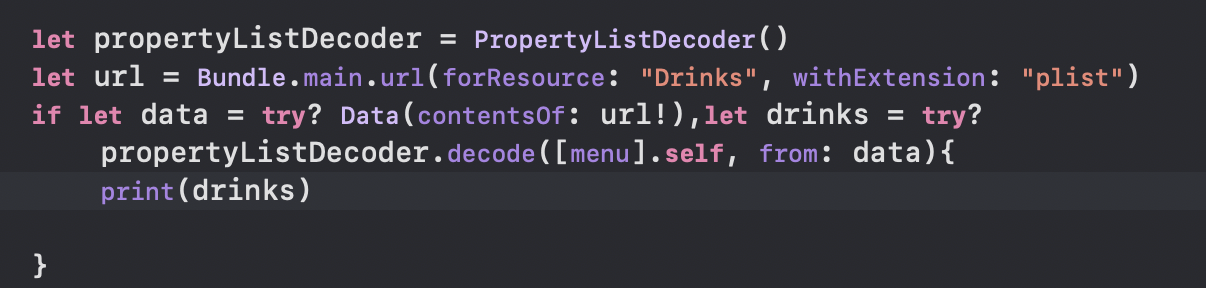 let propertyListDecoder = PropertyListDecoder()
let url = Bundle.main.url(forResource: "Drinks", withExtension: "plist")
if let data = try? Data(contentsOf: url!),let drinks = try?
propertyListDecoder.decode([menu].self, from: data){
print(drinks)
}